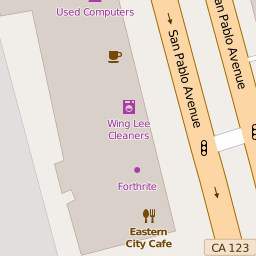 Used Computers
San Pablo Avenue
San Pablo Avenue
Wing Lee
Cleaners
Forthrite
Eastern
City Cafe
CA 123